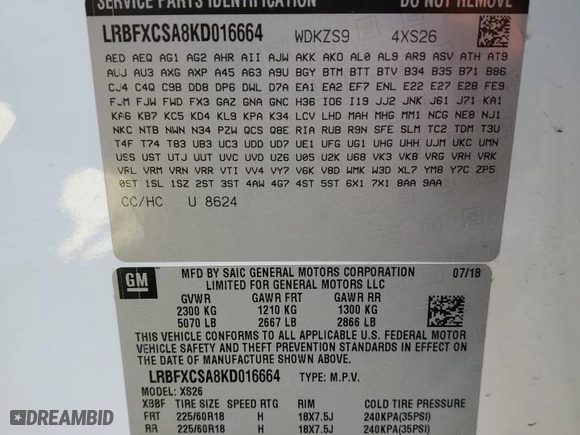 SERVICE PARTS IDENTIFICATION DO NOT REMOVE
LRBFXCSA8KD016664 WDKZS9 4XS26
AED AEQ AG1 AG2 AHR AII AJW AKK AKO AL0 AL9 AR9 ASV ATH AT9
AUJ AU3 AXG AXP A45 A63 A9U BGY BTM BTT BTV B34 B35 B71 B86
CJ4 C4Q C9B DD8 DP6 DWL D7A EA1 EA2 EF7 ENL E22 E27 E28 FE9
FJM FJW FWD FX3 GAZ GNA GNC H36 IO6 I19 JJ2 JNK J61 J71 KA1
KA6 KB7 KC5 KD4 KL9 KPA K34 LCV LHD MAH MHG MM1 NCG NE8 NJ1
NKC NTB NWN N34 PZW QCS Q8E RIA RUB R9N SFE SLM TC2 TDM T3U
T4F T74 T83 UB3 UC3 UDD UD7 UE1 UFG UG1 UHG UHH UJM UKC UMN
USS UST UTJ UUT UVC UVD UZ6 U05 U2K U68 VK3 VK8 VRG VRH VRK
VRL VRM VRN VRR VT7 VV4 VY7 V6K V8D WMK W3D XL7 YM8 Y7C ZP5
0ST 1SL 1SZ 2ST 3ST 4AW 4G7 4ST 5ST 6X1 7X1 8AA 9AA
CC/HC U 8624
GM
MFD BY SAIC GENERAL MOTORS CORPORATION 07/18
LIMITED FOR GENERAL MOTORS LLC
GVWR GAWR FRT GAWR RR
2300 KG 1210 KG 1300 KG
5070 LB 2667 LB 2866 LB
THIS VEHICLE CONFORMS TO ALL APPLICABLE U.S. FEDERAL MOTOR
VEHICLE SAFETY AND THEFT PREVENTION STANDARDS IN EFFECT ON THE
DATE OF MANUFACTURE SHOWN ABOVE.
LRBFXCSA8KD016664 TYPE: M.P.V.
MODEL: XS26
XBBF TIRE SIZE SPEED RTG RIM COLD TIRE PRESSURE
FRT 225/60R18 H 18X7.5J 240KPA(35PSI)
RR 225/60R18 H 18X7.5J 240KPA(35PSI)
DEALERS WHOLESALE